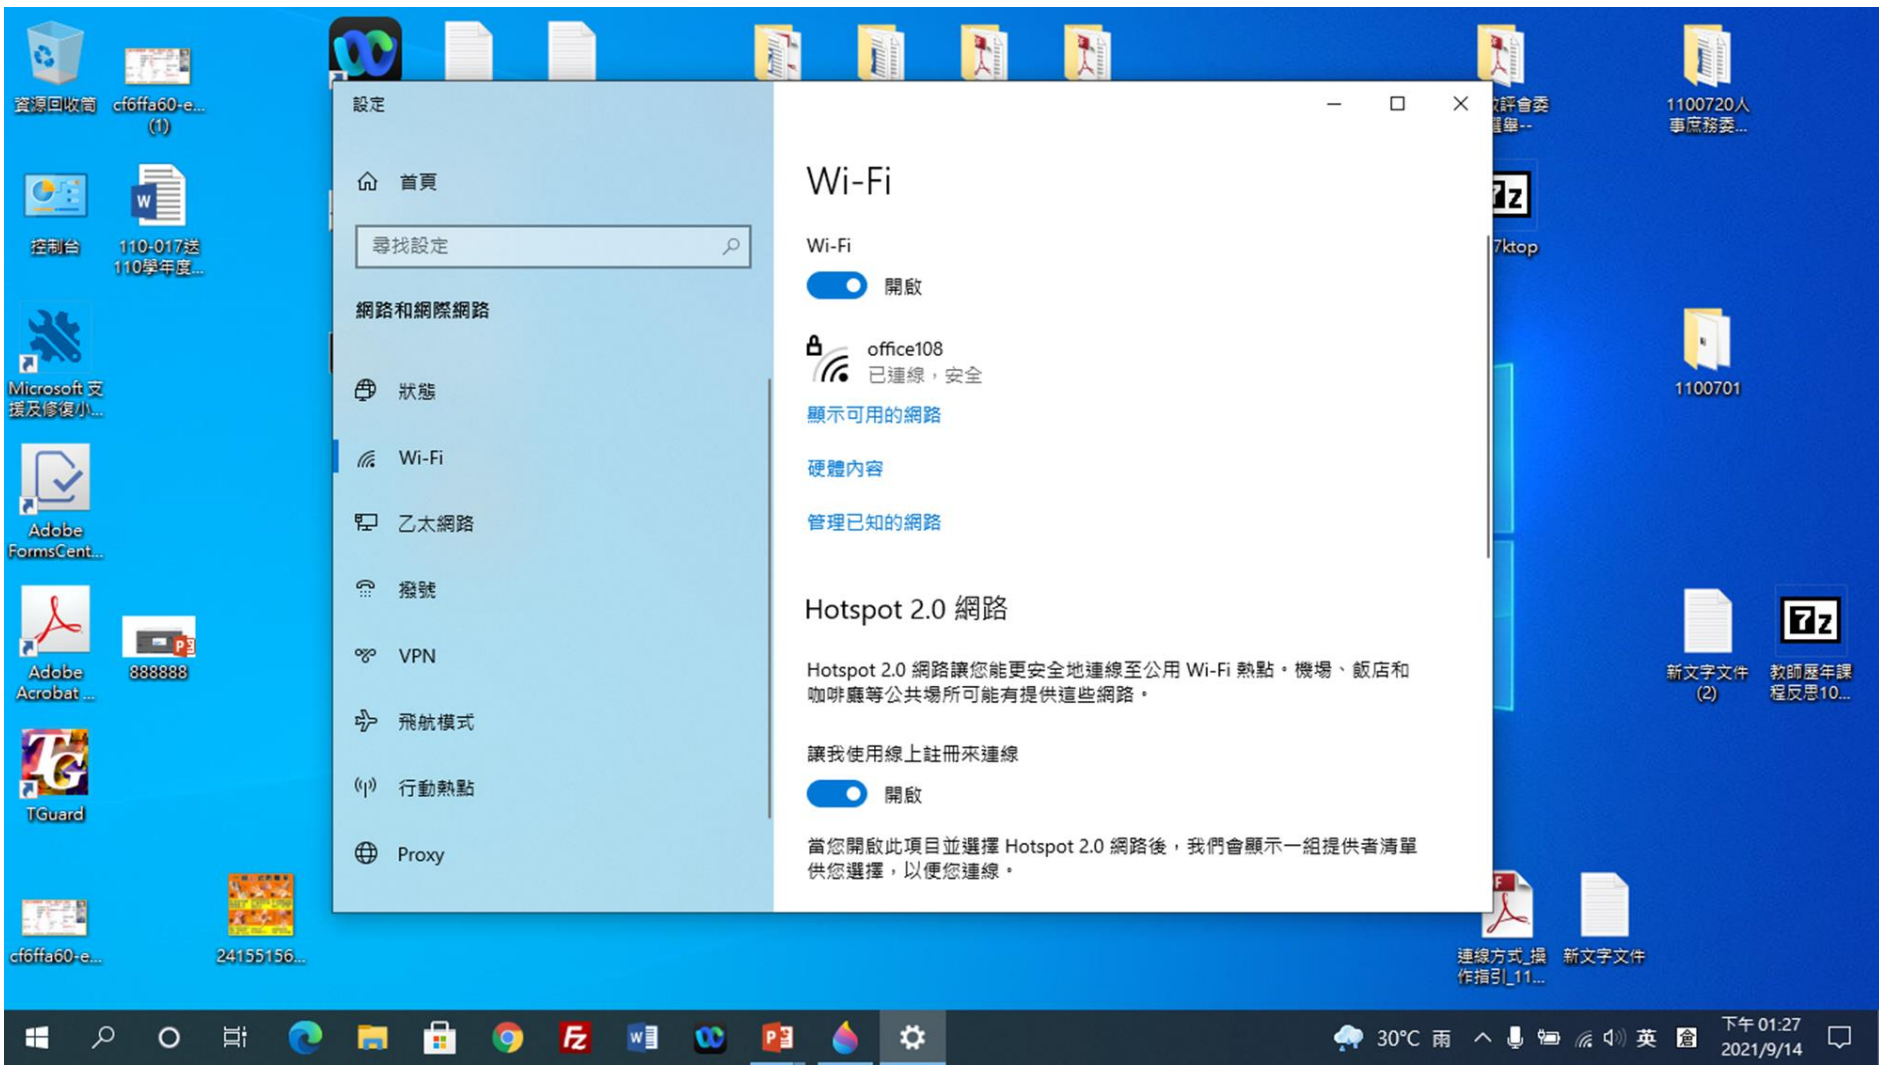 資源回收筒
cf6ffa60-e...
(1)
評會委
1100720人
事庶務委...
控制台
110-017送
110學年度...
7ktop
Microsoft 支
援及修復小...
1100701
Adobe
FormsCent...
Adobe
Acrobat ...
888888
新文字文件
(2)
教師歷年課
程反思10...
TGuard
cf6ffa60-e...
24155156...
連線方式_操
作指引_11...
新文字文件
設定
首頁
尋找設定
網路和網際網路
狀態
Wi-Fi
乙太網路
撥號
VPN
飛航模式
行動熱點
Proxy
Wi-Fi
Wi-Fi
開啟
office108
已連線，安全
顯示可用的網路
硬體內容
管理已知的網路
Hotspot 2.0 網路
Hotspot 2.0 網路讓您能更安全地連線至公用 Wi-Fi 熱點。機場、飯店和
咖啡廳等公共場所可能有提供這些網路。
讓我使用線上註冊來連線
開啟
當您開啟此項目並選擇 Hotspot 2.0 網路後，我們會顯示一組提供者清單
供您選擇，以便您連線。
30°C 雨
英
倉
下午 01:27
2021/9/14